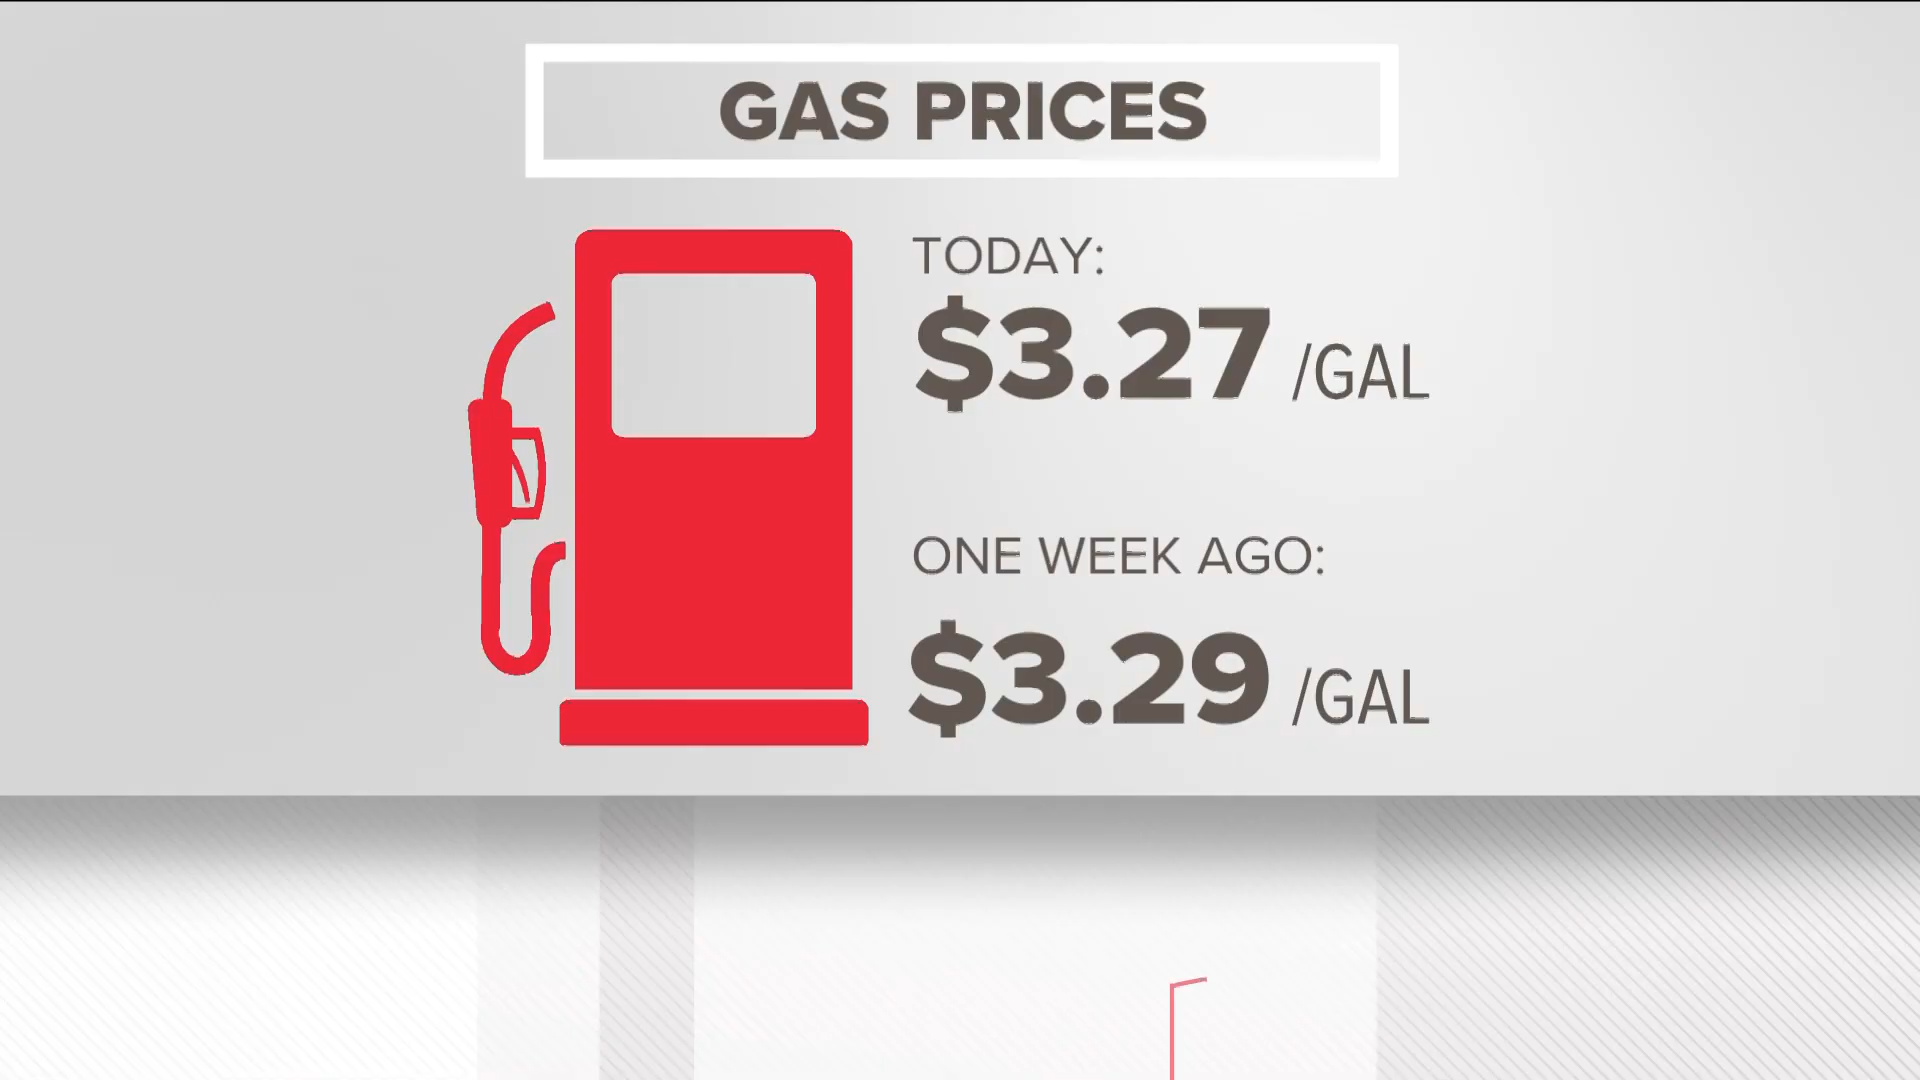 GAS PRICES
TODAY:
$3.27 /GAL
ONE WEEK AGO:
$3.29 /GAL